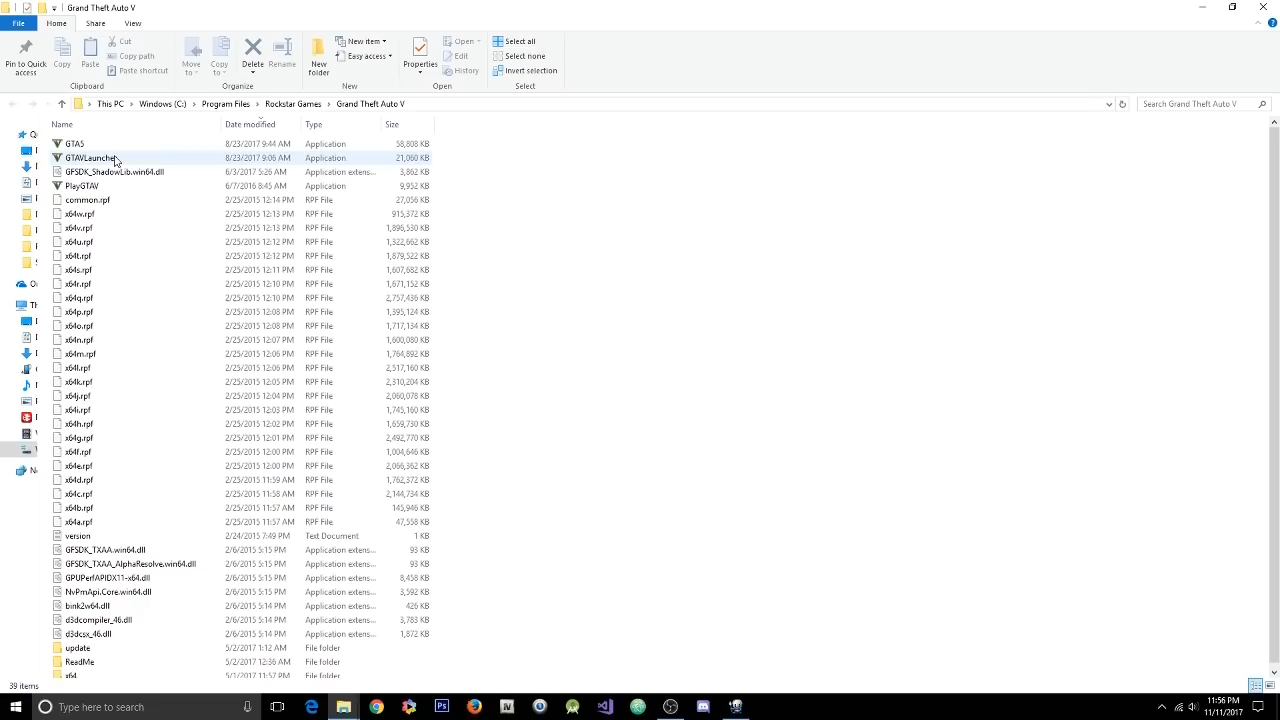 Grand Theft Auto V
File Home Share View
Pin to Quick access
Copy
Paste
Cut
Copy path
Paste shortcut
Move to
Copy to
Delete
Rename
New folder
New item
Easy access
Properties
Open
Edit
History
Select all
Select none
Invert selection
Clipboard Organize New Open Select
This PC Windows (C:) Program Files Rockstar Games Grand Theft Auto V
Search Grand Theft Auto V
Name Date modified Type Size
GTA5 8/23/2017 9:44 AM Application 58,808 KB
GTAVLauncher 8/23/2017 9:06 AM Application 21,060 KB
GFSDK_ShadowLib.win64.dll 6/3/2017 5:26 AM Application extens... 3,862 KB
PlayGTAV 6/7/2016 8:45 AM Application 9,952 KB
common.rpf 2/25/2015 12:14 PM RPF File 27,056 KB
x64w.rpf 2/25/2015 12:13 PM RPF File 915,372 KB
x64v.rpf 2/25/2015 12:13 PM RPF File 1,896,530 KB
x64u.rpf 2/25/2015 12:12 PM RPF File 1,322,662 KB
x64t.rpf 2/25/2015 12:12 PM RPF File 1,879,522 KB
x64s.rpf 2/25/2015 12:11 PM RPF File 1,607,682 KB
x64r.rpf 2/25/2015 12:10 PM RPF File 1,671,152 KB
x64q.rpf 2/25/2015 12:10 PM RPF File 2,757,436 KB
x64p.rpf 2/25/2015 12:08 PM RPF File 1,395,124 KB
x64o.rpf 2/25/2015 12:08 PM RPF File 1,717,134 KB
x64n.rpf 2/25/2015 12:07 PM RPF File 1,600,080 KB
x64m.rpf 2/25/2015 12:06 PM RPF File 1,764,892 KB
x64l.rpf 2/25/2015 12:06 PM RPF File 2,517,160 KB
x64k.rpf 2/25/2015 12:05 PM RPF File 2,310,204 KB
x64j.rpf 2/25/2015 12:04 PM RPF File 2,060,078 KB
x64i.rpf 2/25/2015 12:03 PM RPF File 1,745,160 KB
x64h.rpf 2/25/2015 12:02 PM RPF File 1,659,730 KB
x64g.rpf 2/25/2015 12:01 PM RPF File 2,492,770 KB
x64f.rpf 2/25/2015 12:00 PM RPF File 1,004,646 KB
x64e.rpf 2/25/2015 12:00 PM RPF File 2,066,362 KB
x64d.rpf 2/25/2015 11:59 AM RPF File 1,762,372 KB
x64c.rpf 2/25/2015 11:58 AM RPF File 2,144,734 KB
x64b.rpf 2/25/2015 11:57 AM RPF File 145,946 KB
x64a.rpf 2/25/2015 11:57 AM RPF File 47,558 KB
version 2/24/2015 7:49 PM Text Document 1 KB
GFSDK_TXAA.win64.dll 2/6/2015 5:15 PM Application extens... 93 KB
GFSDK_TXAA_AlphaResolve.win64.dll 2/6/2015 5:15 PM Application extens... 93 KB
GPUPerfAPIDX11-x64.dll 2/6/2015 5:15 PM Application extens... 8,458 KB
NvPmApi.Core.win64.dll 2/6/2015 5:15 PM Application extens... 3,592 KB
bink2w64.dll 2/6/2015 5:14 PM Application extens... 426 KB
d3dcompiler_46.dll 2/6/2015 5:14 PM Application extens... 3,783 KB
d3dcsx_46.dll 2/6/2015 5:14 PM Application extens... 1,872 KB
update 5/2/2017 1:12 AM File folder
ReadMe 5/2/2017 12:36 AM File folder
x64 5/1/2017 11:57 PM File folder
39 items
Type here to search
11:56 PM
11/11/2017